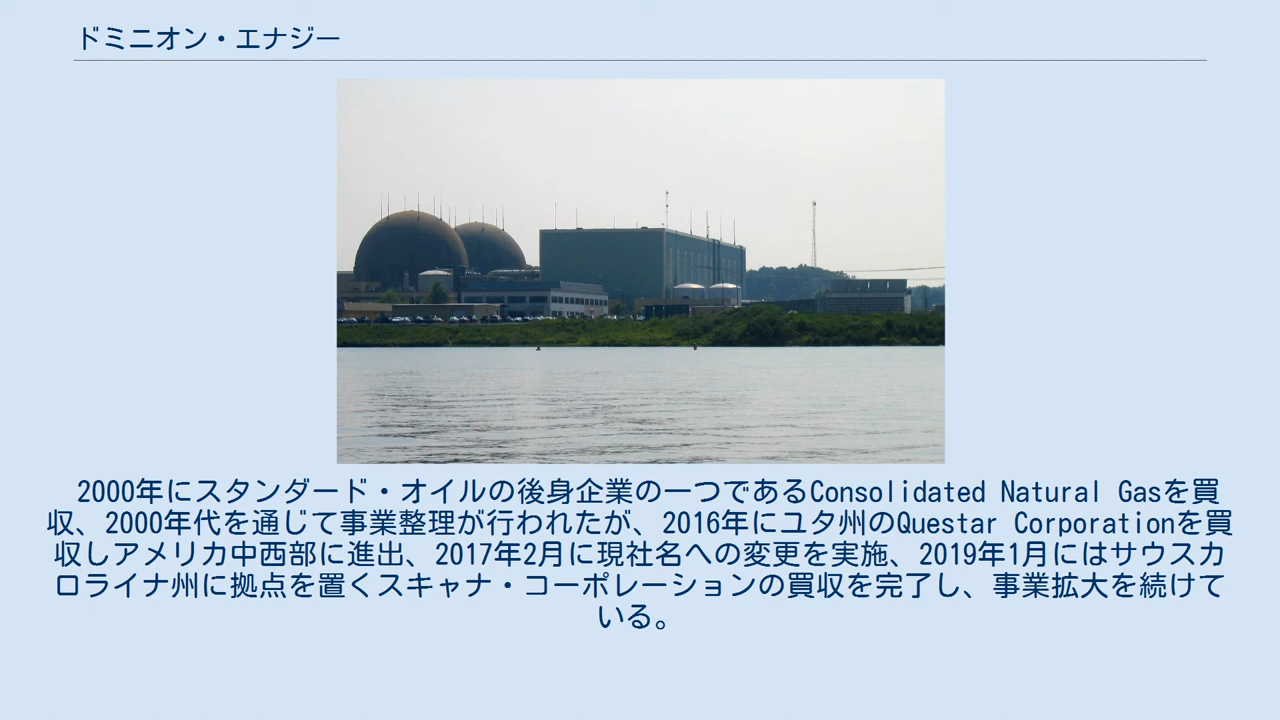 ドミニオン・エナジー
2000年にスタンダード・オイルの後身企業の一つであるConsolidated Natural Gasを買
収、2000年代を通じて事業整理が行われたが、2016年にユタ州のQuestar Corporationを買
収しアメリカ中西部に進出、2017年2月に現社名への変更を実施、2019年1月にはサウスカ
ロライナ州に拠点を置くスキャナ・コーポレーションの買収を完了し、事業拡大を続けて
いる。